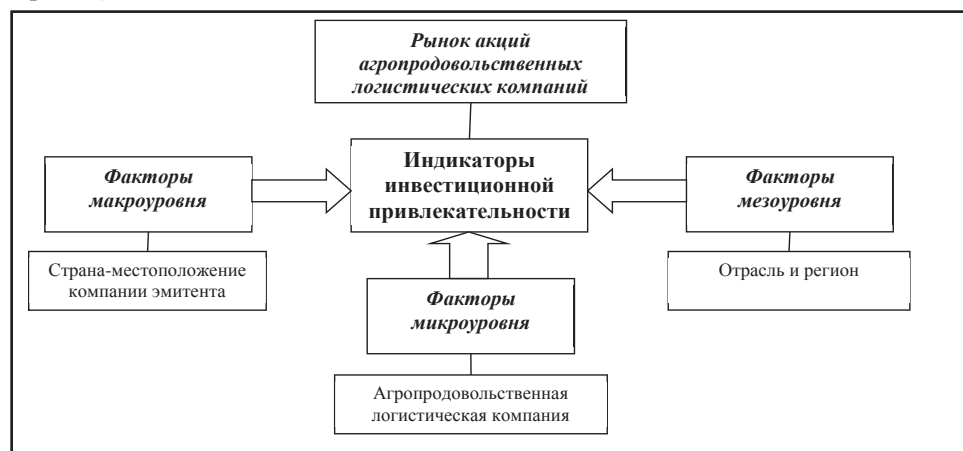 Рынок акций
агропродовольственных
логистических компаний
Индикаторы
инвестиционной
привлекательности
Факторы
макроуровня
Факторы
мезоуровня
Страна-местоположение
компании эмитента
Отрасль и регион
Факторы
микроуровня
Агропродовольственная
логистическая компания